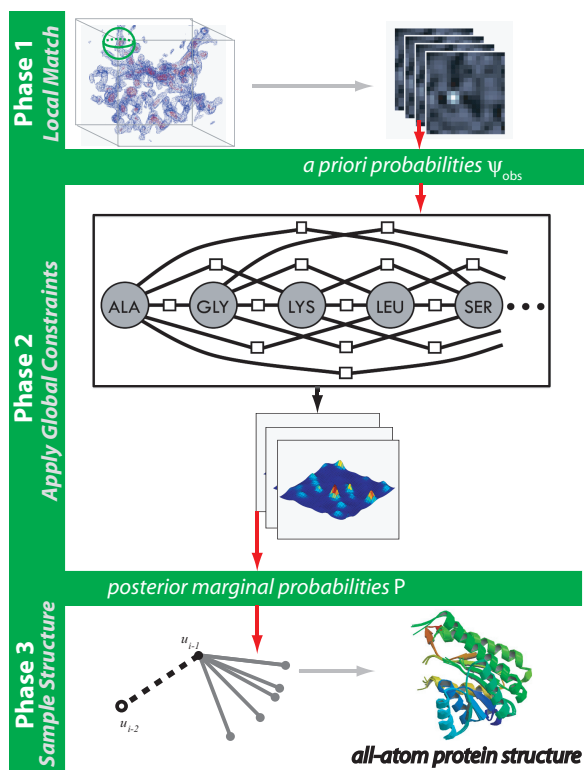 Phase 1
Local Match
a priori probabilities ψobs
Phase 2
Apply Global Constraints
ALA GLY LYS LEU SER
posterior marginal probabilities P
Phase 3
Sample Structure
ui-1
ui-2
all-atom protein structure